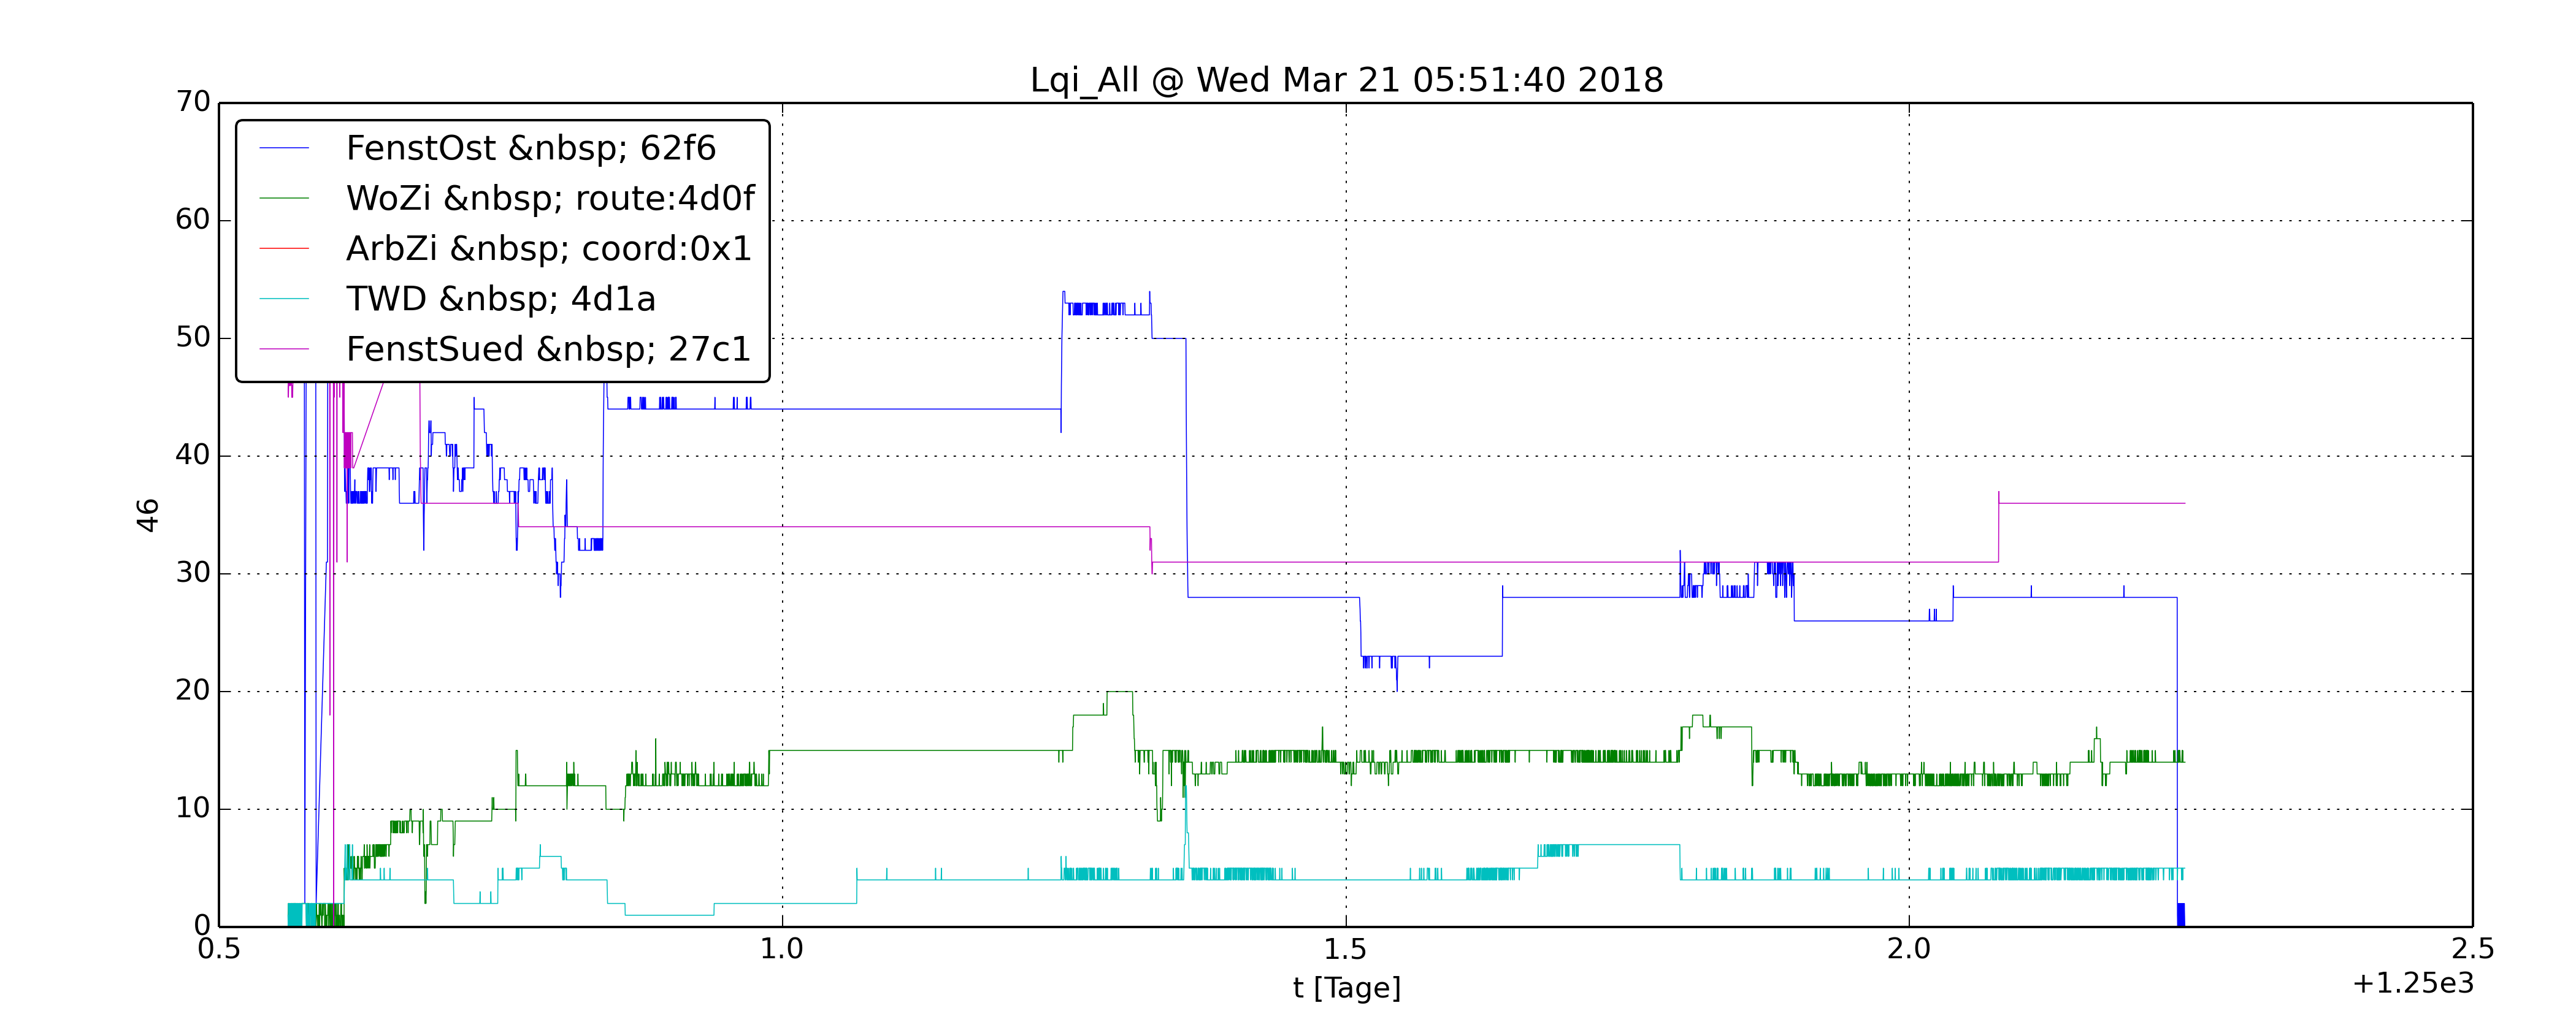 Lqi_All @ Wed Mar 21 05:51:40 2018
70
60
50
40
30
20
10
0
46
FenstOst &nbsp; 62f6
WoZi &nbsp; route:4d0f
ArbZi &nbsp; coord:0x1
TWD &nbsp; 4d1a
FenstSued &nbsp; 27c1
0.5 1.0 1.5 2.0 2.5
t [Tage]
+1.25e3